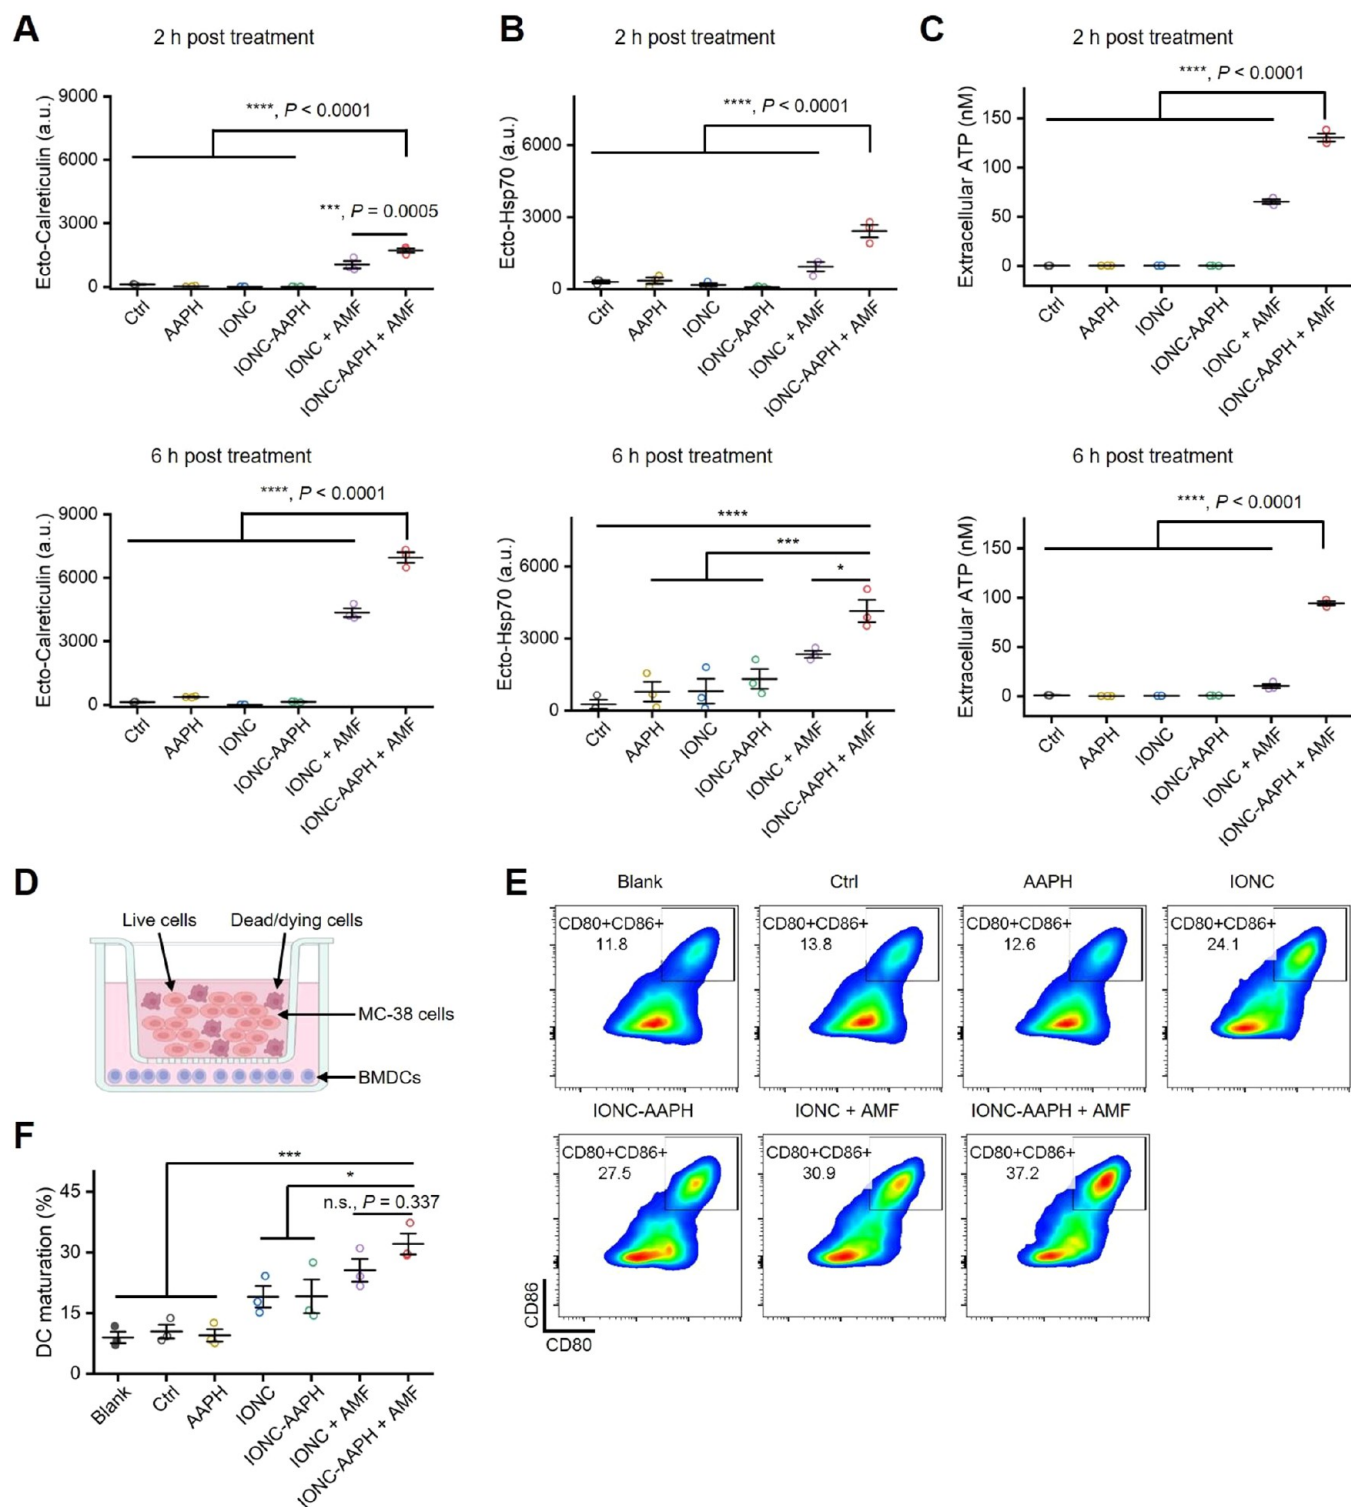 A
2 h post treatment
Ecto-Calreticulin (a.u.)
9000
6000
3000
0
****, P < 0.0001
***, P = 0.0005
Ctrl
AAPH
IONC
IONC-AAPH
IONC + AMF
IONC-AAPH + AMF
6 h post treatment
Ecto-Calreticulin (a.u.)
9000
6000
3000
0
****, P < 0.0001
Ctrl
AAPH
IONC
IONC-AAPH
IONC + AMF
IONC-AAPH + AMF
B
2 h post treatment
Ecto-Hsp70 (a.u.)
6000
3000
0
****, P < 0.0001
Ctrl
AAPH
IONC
IONC-AAPH
IONC + AMF
IONC-AAPH + AMF
6 h post treatment
Ecto-Hsp70 (a.u.)
6000
3000
0
****
***
*
Ctrl
AAPH
IONC
IONC-AAPH
IONC + AMF
IONC-AAPH + AMF
C
2 h post treatment
Extracellular ATP (nM)
150
100
50
0
****, P < 0.0001
Ctrl
AAPH
IONC
IONC-AAPH
IONC + AMF
IONC-AAPH + AMF
6 h post treatment
Extracellular ATP (nM)
150
100
50
0
****, P < 0.0001
Ctrl
AAPH
IONC
IONC-AAPH
IONC + AMF
IONC-AAPH + AMF
D
Live cells
Dead/dying cells
MC-38 cells
BMDCs
E
Blank
CD80+CD86+
11.8
Ctrl
CD80+CD86+
13.8
AAPH
CD80+CD86+
12.6
IONC
CD80+CD86+
24.1
IONC-AAPH
CD80+CD86+
27.5
IONC + AMF
CD80+CD86+
30.9
IONC-AAPH + AMF
CD80+CD86+
37.2
CD86
CD80
F
DC maturation (%)
45
30
15
0
***
*
n.s., P = 0.337
Blank
Ctrl
AAPH
IONC
IONC-AAPH
IONC + AMF
IONC-AAPH + AMF